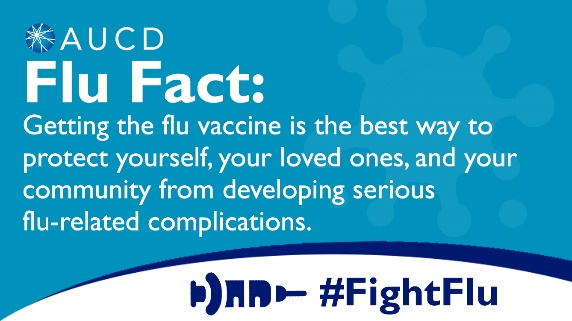 AUCD
Flu Fact:
Getting the flu vaccine is the best way to
protect yourself, your loved ones, and your
community from developing serious
flu-related complications.
#FightFlu